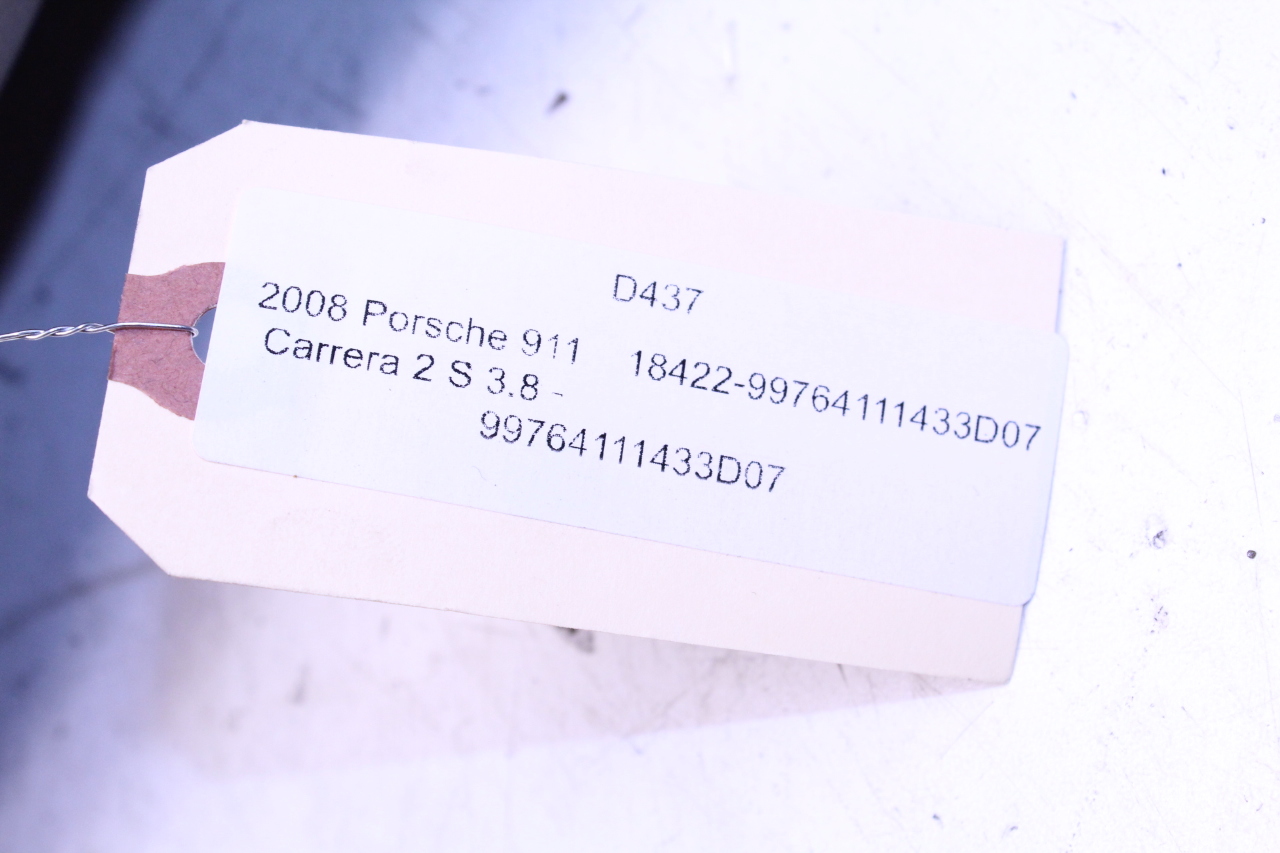 D437
2008 Porsche 911
Carrera 2 S 3.8 -
99764111433D07
18422-99764111433D07